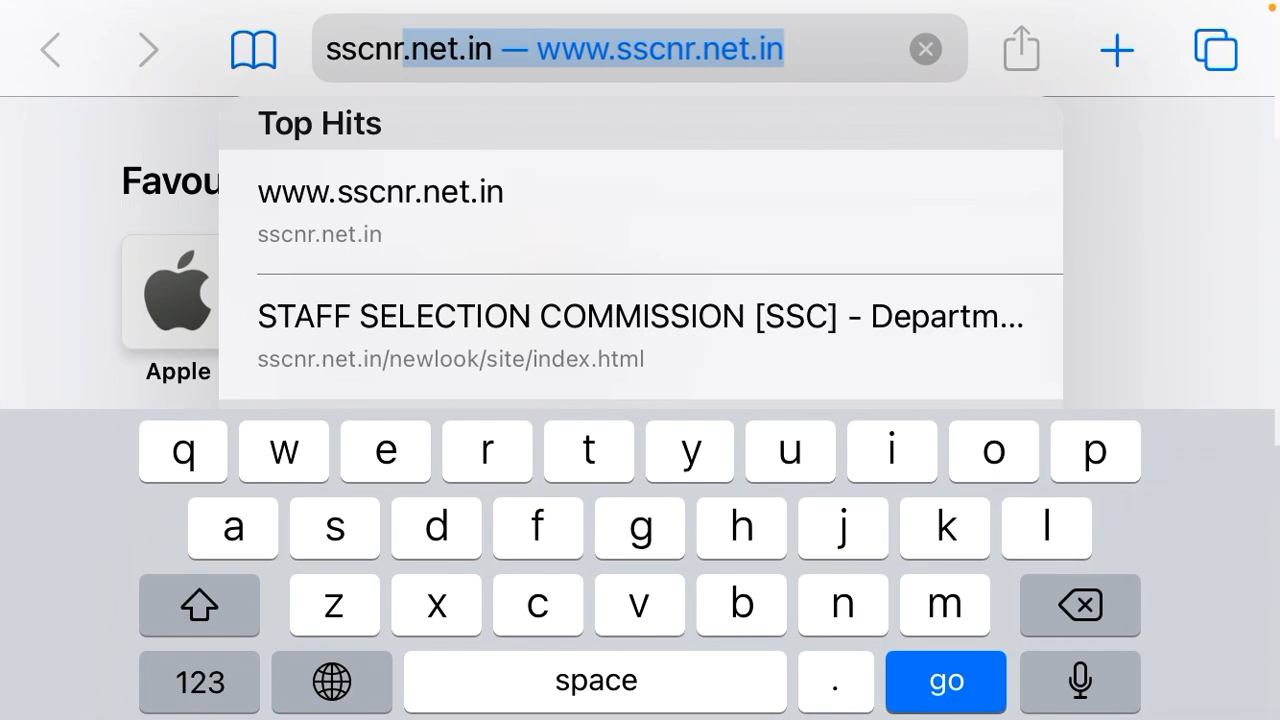 sscnr.net.in — www.sscnr.net.in
Top Hits
Favou
www.sscnr.net.in
sscnr.net.in
STAFF SELECTION COMMISSION [SSC] - Departm...
sscnr.net.in/newlook/site/index.html
Apple
q w e r t y u i o p
a s d f g h j k l
z x c v b n m
123 space . go